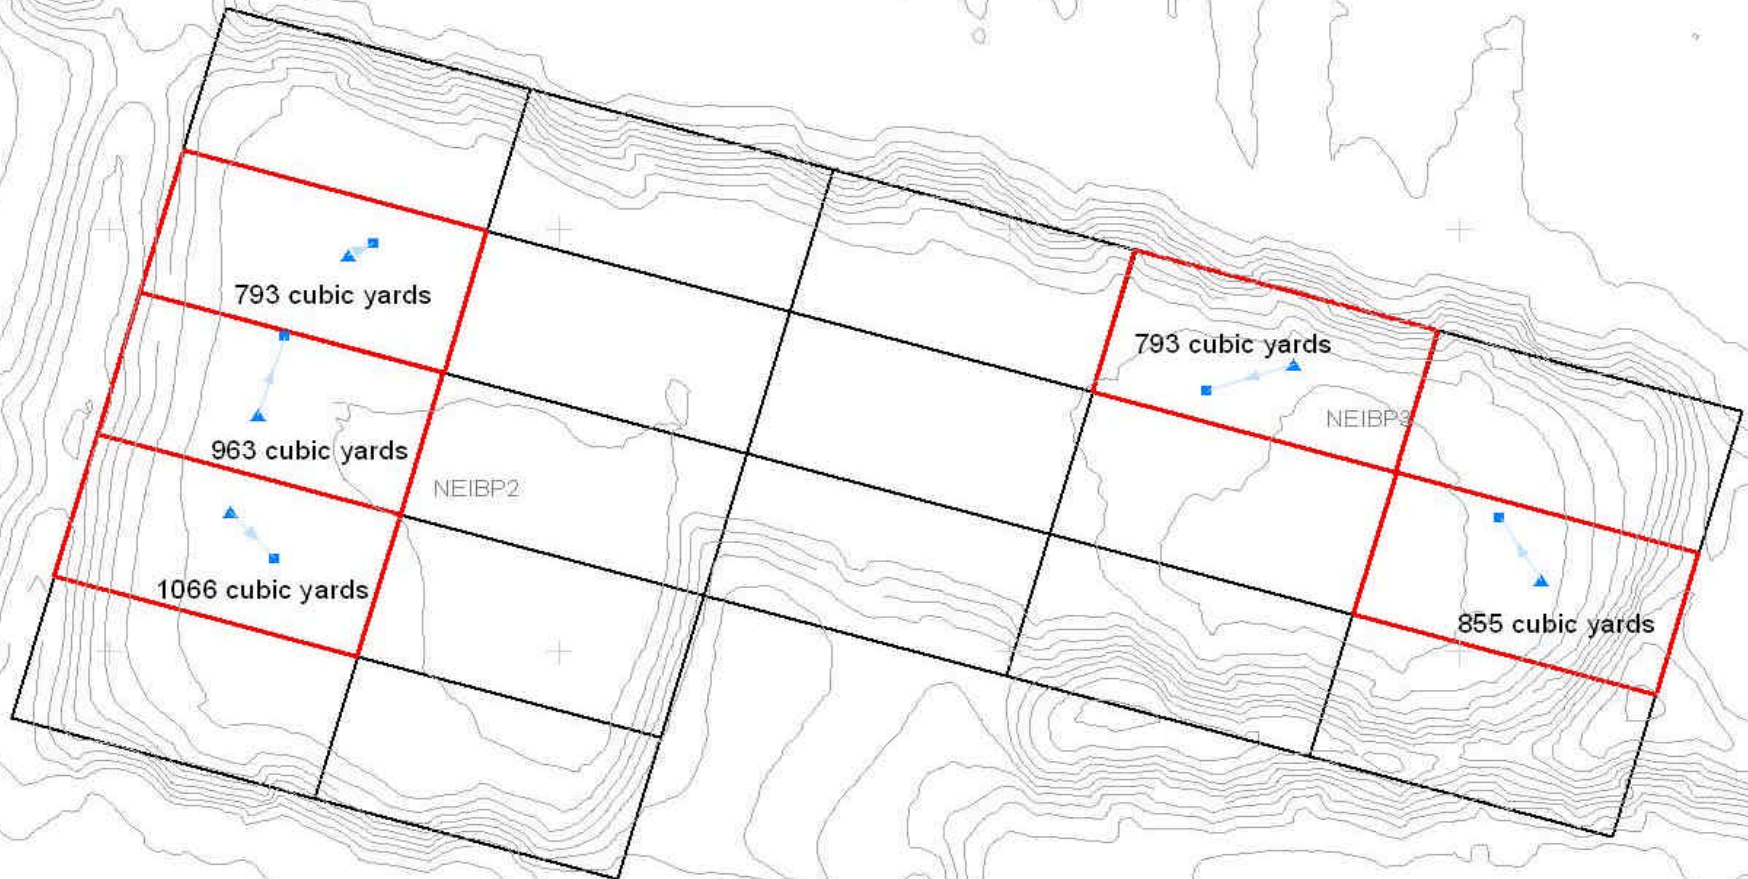 793 cubic yards
793 cubic yards
NEIBP3
963 cubic yards
NEIBP2
1066 cubic yards
855 cubic yards